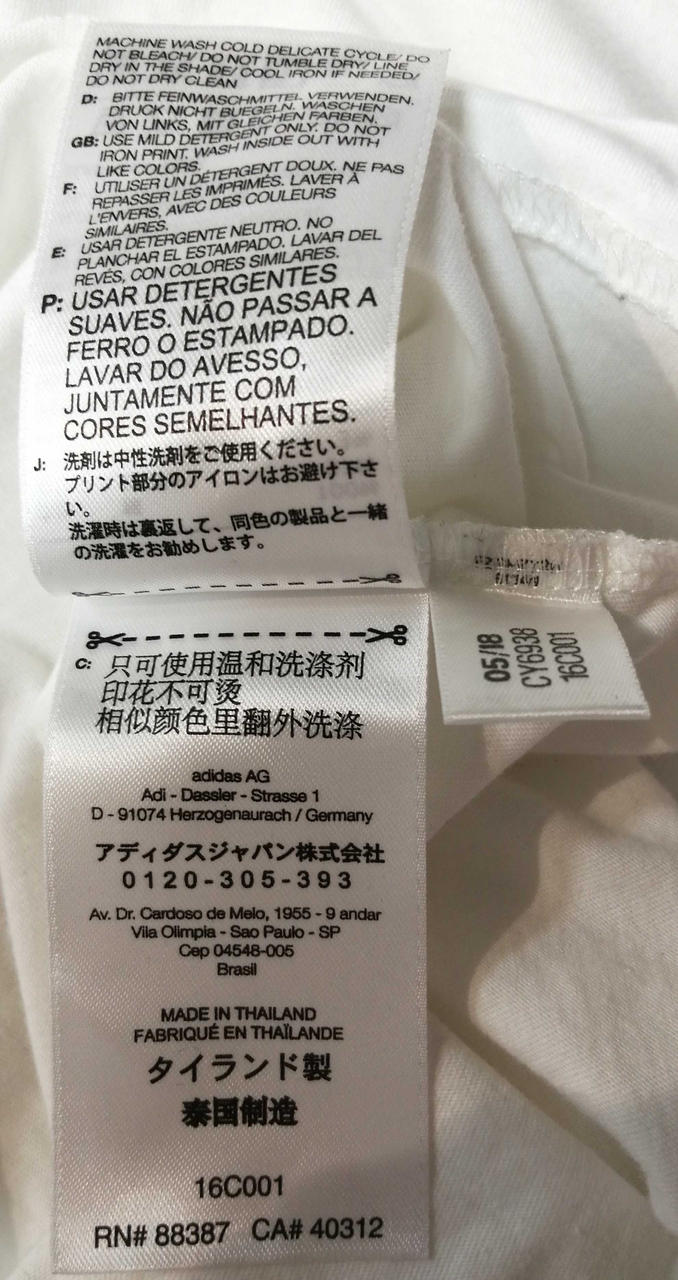 MACHINE WASH COLD DELICATE CYCLE/ DO
NOT BLEACH/ DO NOT TUMBLE DRY/ LINE
DRY IN THE SHADE/ COOL IRON IF NEEDED/
DO NOT DRY CLEAN
D: BITTE FEINWASCHMITTEL VERWENDEN.
DRUCK NICHT BUEGELN. WASCHEN
VON LINKS, MIT GLEICHEN FARBEN.
GB: USE MILD DETERGENT ONLY. DO NOT
IRON PRINT. WASH INSIDE OUT WITH
LIKE COLORS.
F: UTILISER UN DÉTERGENT DOUX. NE PAS
REPASSER LES IMPRIMÉS. LAVER À
L'ENVERS, AVEC DES COULEURS
SIMILAIRES.
E: USAR DETERGENTE NEUTRO. NO
PLANCHAR EL ESTAMPADO. LAVAR DEL
REVÉS, CON COLORES SIMILARES.
P: USAR DETERGENTES
SUAVES. NÃO PASSAR A
FERRO O ESTAMPADO.
LAVAR DO AVESSO,
JUNTAMENTE COM
CORES SEMELHANTES.
J: 洗剤は中性洗剤をご使用ください。
プリント部分のアイロンはお避け下さ
い。
洗濯時は裏返して、同色の製品と一緒
の洗濯をお勧めします。
C: 只可使用温和洗涤剂
印花不可烫
相似颜色里翻外洗涤
adidas AG
Adi - Dassler - Strasse 1
D - 91074 Herzogenaurach / Germany
アディダスジャパン株式会社
0120-305-393
Av. Dr. Cardoso de Melo, 1955 - 9 andar
Vila Olimpia - Sao Paulo - SP
Cep 04548-005
Brasil
MADE IN THAILAND
FABRIQUÉ EN THAÏLANDE
タイランド製
泰国制造
16C001
RN# 88387 CA# 40312
05/18
CY6938
16C001